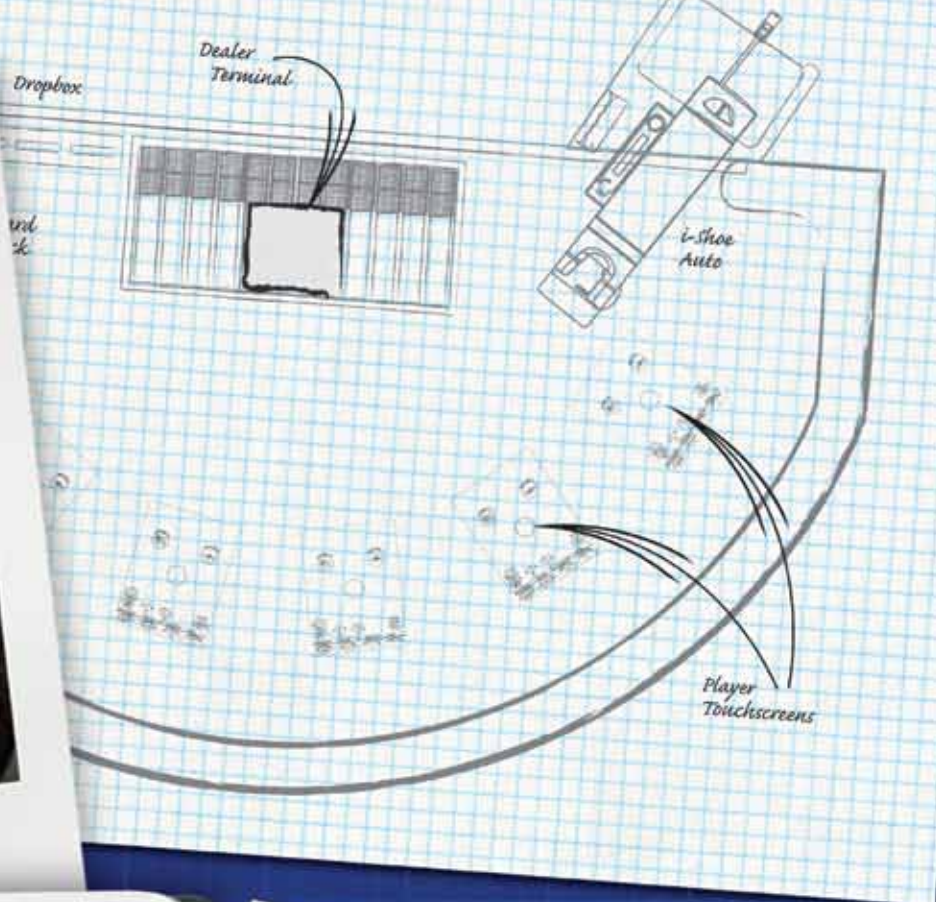 Dealer
Terminal
Dropbox
i-Shoe
Auto
Player
Touchscreens